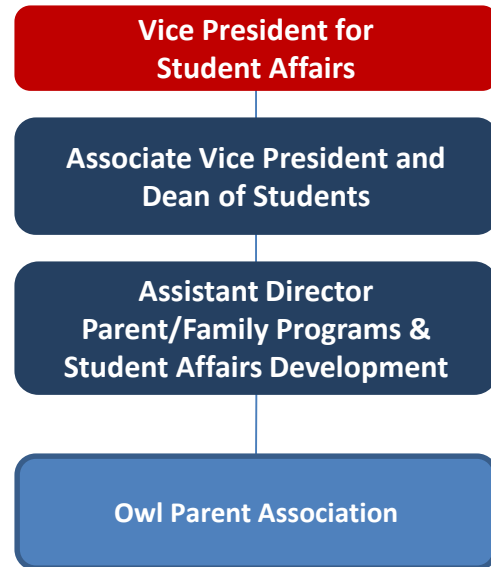 Vice President for
Student Affairs
Associate Vice President and
Dean of Students
Assistant Director
Parent/Family Programs &
Student Affairs Development
Owl Parent Association